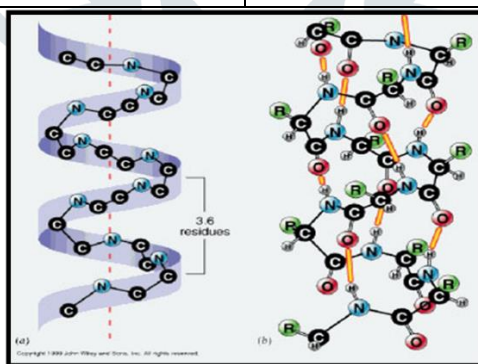 3.6
residues
(a)
(b)
Copyright 1999 John Wiley and Sons, Inc. All rights reserved.
C C N C
N C C N C
C N C C N C
C N C C N
C C N C
N C C N C
C N C
R C C N C R
H O O H H
N C R C N C O
R C H N C O H
H C R N C R
O C C N C O
H N C R C
R C N C C O
H O H N R
C C N C
H N C H
R C C O
H